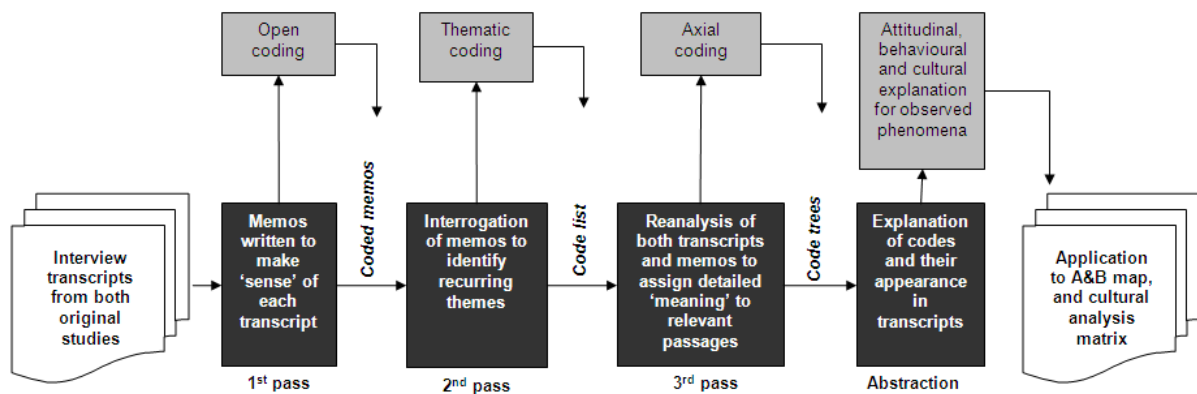 Open
coding
Thematic
coding
Axial
coding
Attitudinal,
behavioural
and cultural
explanation
for observed
phenomena
Interview
transcripts
from both
original
studies
Memos
written to
make
‘sense’ of
each
transcript
Coded memos
Interrogation
of memos to
identify
recurring
themes
Code list
Reanalysis of
both transcripts
and memos to
assign detailed
‘meaning’ to
relevant
passages
Code trees
Explanation
of codes
and their
appearance
in
transcripts
Application
to A&B map,
and cultural
analysis
matrix
1st pass
2nd pass
3rd pass
Abstraction